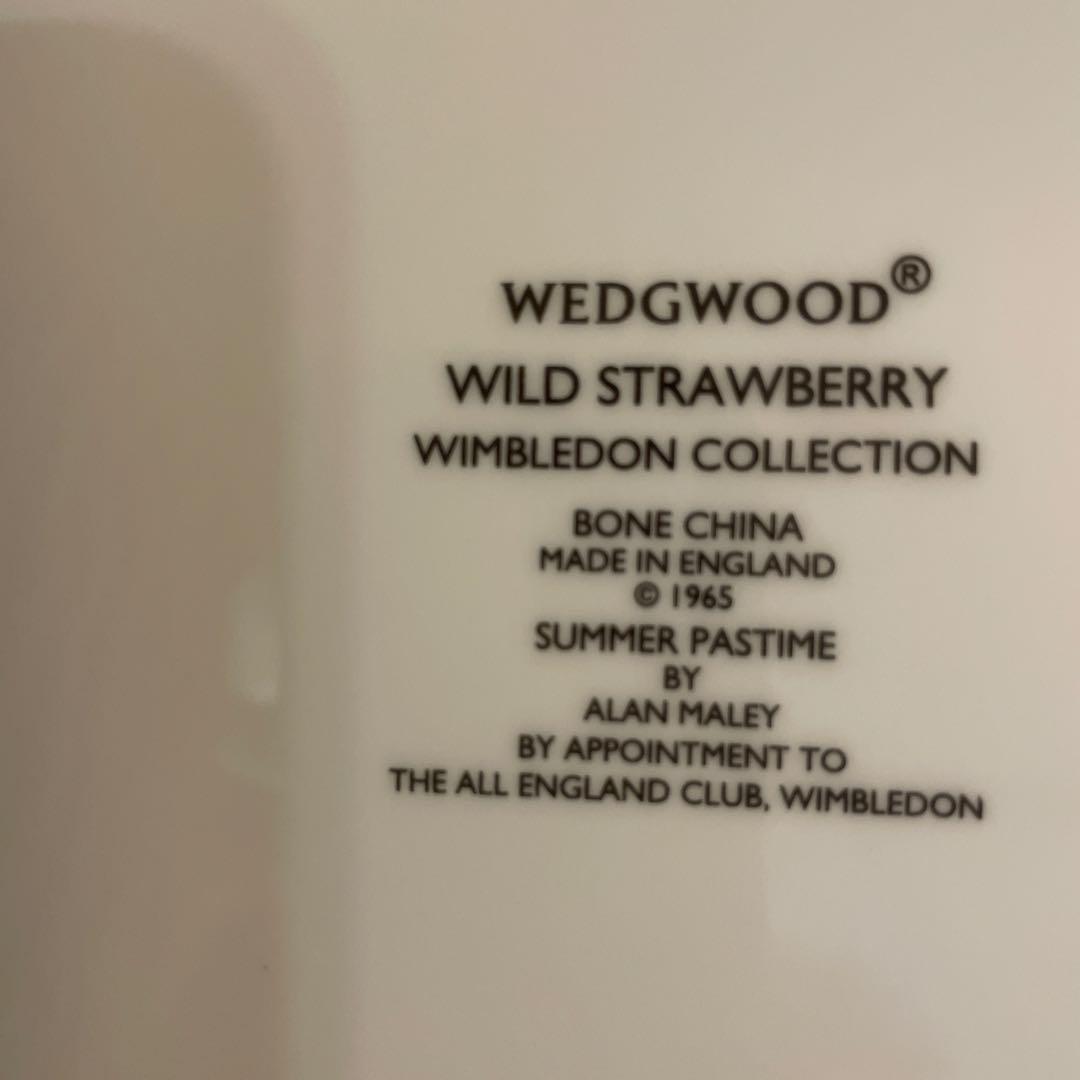 WEDGWOOD®
WILD STRAWBERRY
WIMBLEDON COLLECTION
BONE CHINA
MADE IN ENGLAND
© 1965
SUMMER PASTIME
BY
ALAN MALEY
BY APPOINTMENT TO
THE ALL ENGLAND CLUB, WIMBLEDON